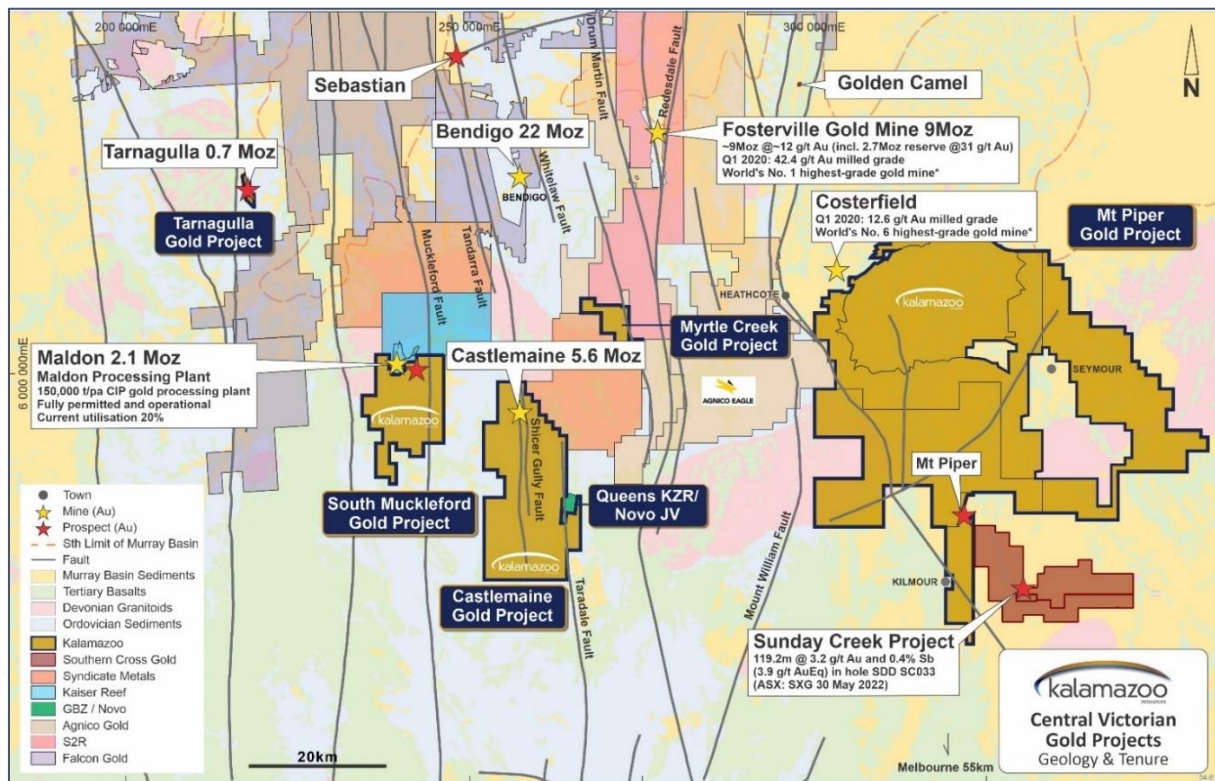 200 000mE
250 000mE
300 000mE
6 000 000mE
N
Sebastian
Golden Camel
Bendigo 22 Moz
BENDIGO
Tarnagulla 0.7 Moz
Tarnagulla
Gold Project
Fosterville Gold Mine 9Moz
~9Moz @~12 g/t Au (incl. 2.7Moz reserve @31 g/t Au)
Q1 2020: 42.4 g/t Au milled grade
World's No. 1 highest-grade gold mine*
Costerfield
Q1 2020: 12.6 g/t Au milled grade
World's No. 6 highest-grade gold mine*
Mt Piper
Gold Project
Drum Martin Fault
Redesdale Fault
Whitelaw Fault
Tandarra Fault
Muckleford Fault
HEATHCOTE
kalamazoo
Myrtle Creek
Gold Project
AGNICO EAGLE
SEYMOUR
Maldon 2.1 Moz
Maldon Processing Plant
150,000 t/pa CIP gold processing plant
Fully permitted and operational
Current utilisation 20%
Castlemaine 5.6 Moz
kalamazoo
Shicer Gully Fault
Mt Piper
South Muckleford
Gold Project
Queens KZR/
Novo JV
kalamazoo
Castlemaine
Gold Project
Taradale Fault
Mount William Fault
KILMOUR
Sunday Creek Project
119.2m @ 3.2 g/t Au and 0.4% Sb
(3.9 g/t AuEq) in hole SDD SC033
(ASX: SXG 30 May 2022)
Town
Mine (Au)
Prospect (Au)
Sth Limit of Murray Basin
Fault
Murray Basin Sediments
Tertiary Basalts
Devonian Granitoids
Ordovician Sediments
Kalamazoo
Southern Cross Gold
Syndicate Metals
Kaiser Reef
GBZ / Novo
Agnico Gold
S2R
Falcon Gold
20km
Melbourne 55km
kalamazoo
resources
Central Victorian
Gold Projects
Geology & Tenure